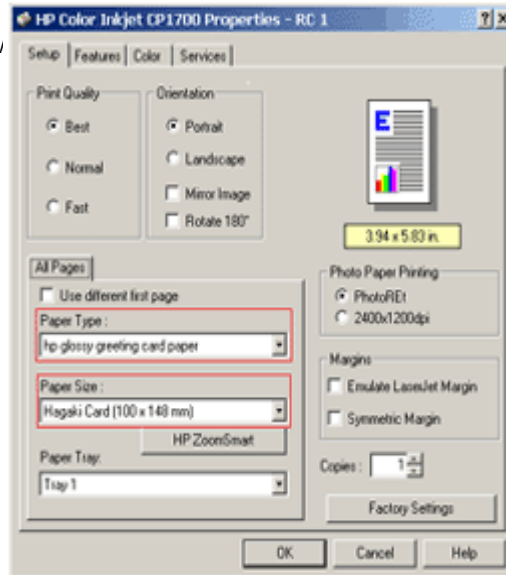 HP Color Inkjet CP1700 Properties - RC 1
Setup Features Color Services
Print Quality
Best
Normal
Fast
Orientation
Portrait
Landscape
Mirror Image
Rotate 180°
E
3.94 x 5.83 in.
All Pages
Use different first page
Paper Type :
hp glossy greeting card paper
Paper Size :
Hagaki Card (100 x 148 mm)
HP ZoomSmart
Paper Tray:
Tray 1
Photo Paper Printing
PhotoREt
2400x1200dpi
Margins
Emulate LaserJet Margin
Symmetric Margin
Copies : 1
Factory Settings
OK Cancel Help